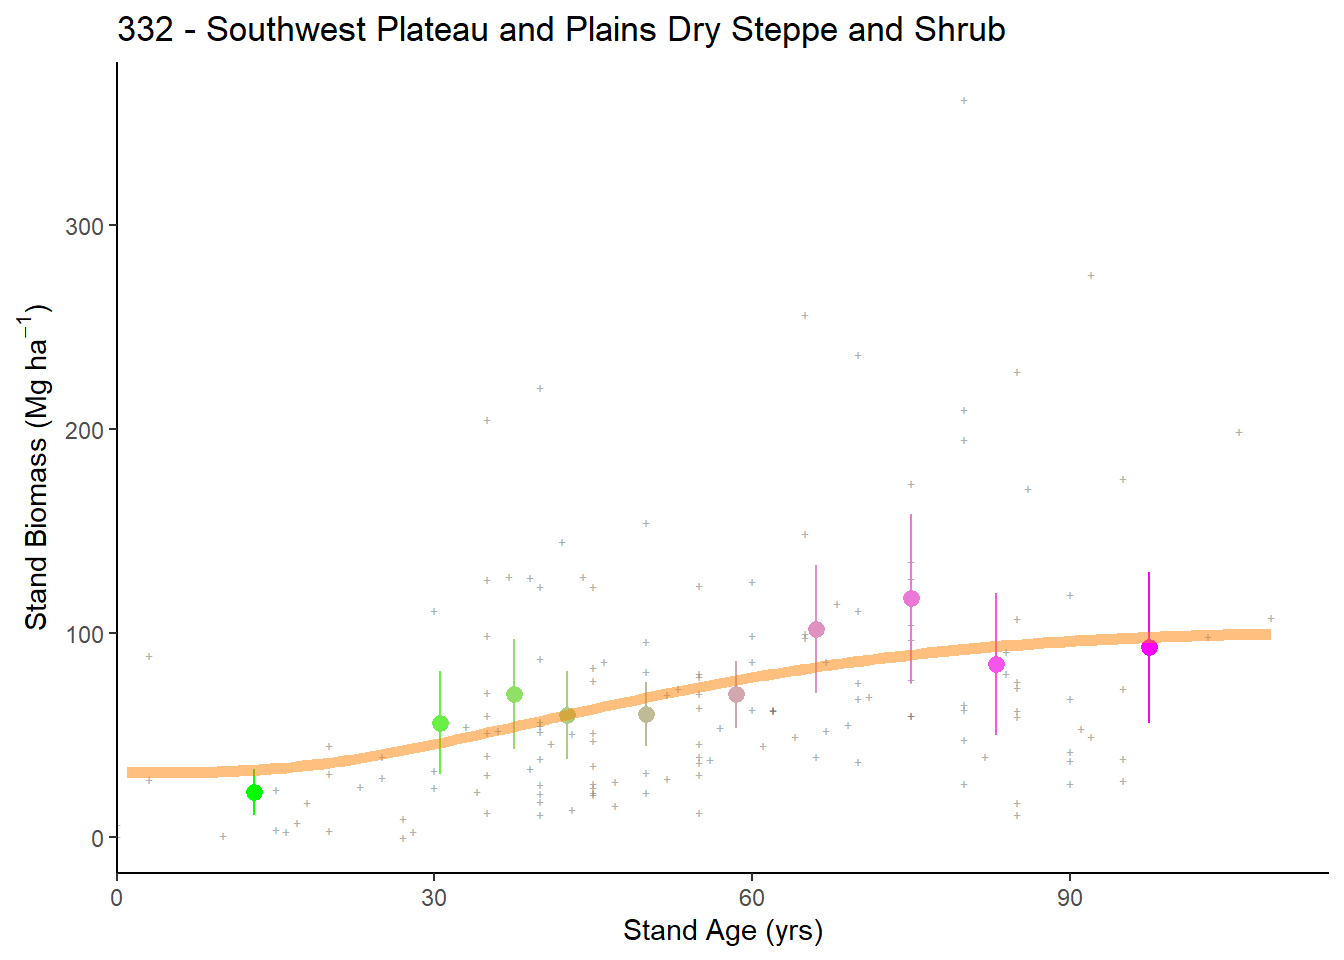 332 - Southwest Plateau and Plains Dry Steppe and Shrub
Stand Biomass (Mg ha⁻¹)
300
200
100
0
0 30 60 90
Stand Age (yrs)